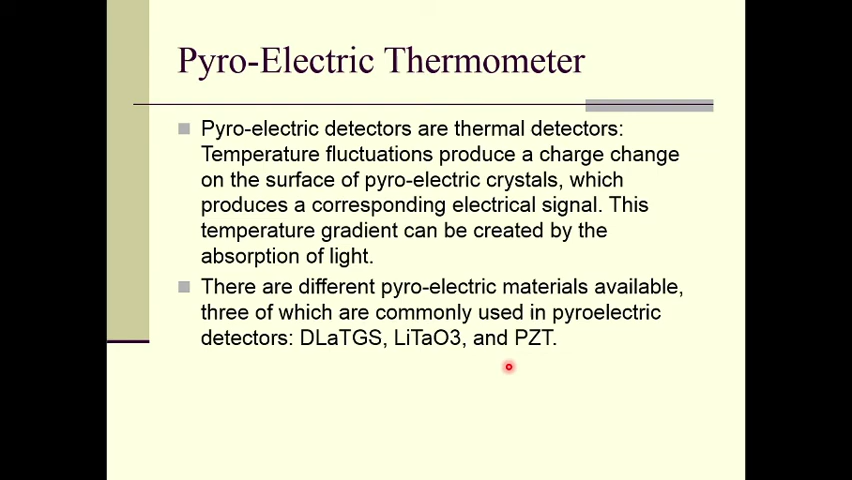 Pyro-Electric Thermometer
Pyro-electric detectors are thermal detectors:
Temperature fluctuations produce a charge change
on the surface of pyro-electric crystals, which
produces a corresponding electrical signal. This
temperature gradient can be created by the
absorption of light.
There are different pyro-electric materials available,
three of which are commonly used in pyroelectric
detectors: DLaTGS, LiTaO3, and PZT.